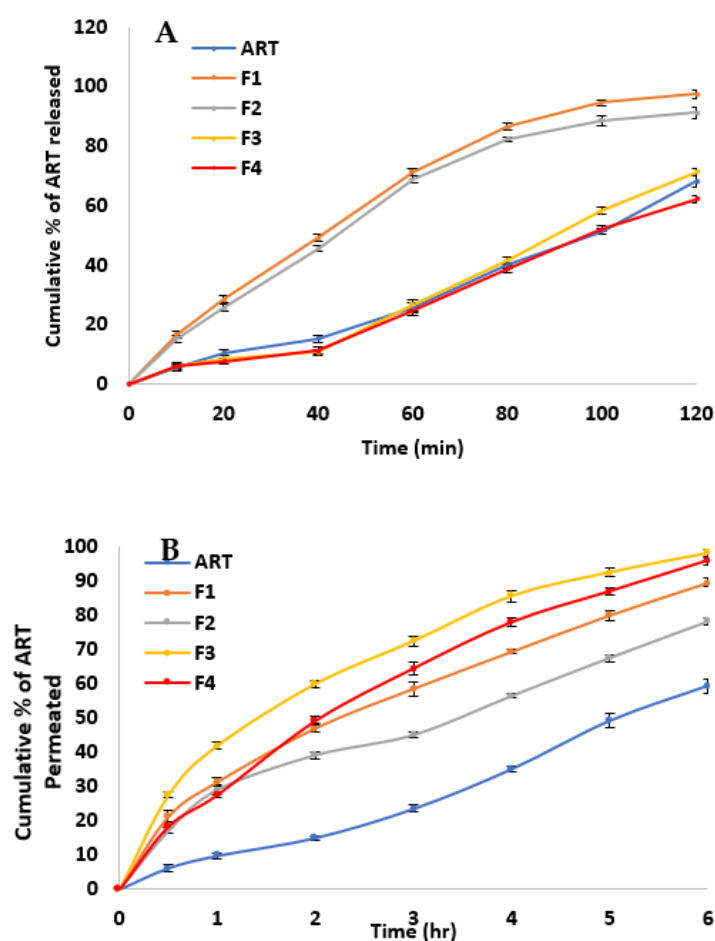 A
120
100
80
60
40
20
0
ART
F1
F2
F3
F4
Cumulative % of ART released
0 20 40 60 80 100 120
Time (min)
B
100
90
80
70
60
50
40
30
20
10
0
ART
F1
F2
F3
F4
Cumulative % of ART
Permeated
0 1 2 3 4 5 6
Time (hr)